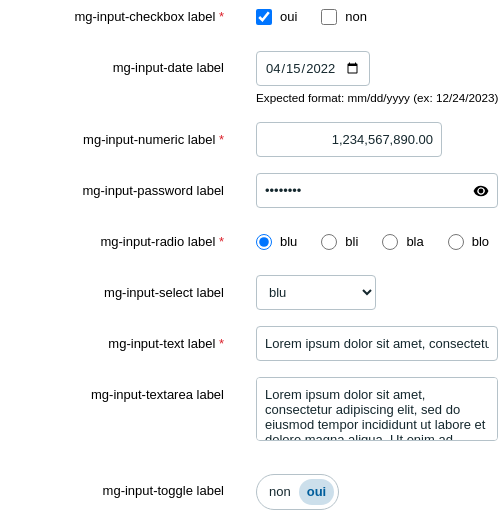 mg-input-checkbox label * oui non
mg-input-date label 04/15/2022
Expected format: mm/dd/yyyy (ex: 12/24/2023)
mg-input-numeric label * 1,234,567,890.00
mg-input-password label ••••••••
mg-input-radio label * blu bli bla blo
mg-input-select label blu
mg-input-text label * Lorem ipsum dolor sit amet, consectetu
mg-input-textarea label Lorem ipsum dolor sit amet,
consectetur adipiscing elit, sed do
eiusmod tempor incididunt ut labore et
dolore magna aliqua. Ut enim ad
mg-input-toggle label non oui